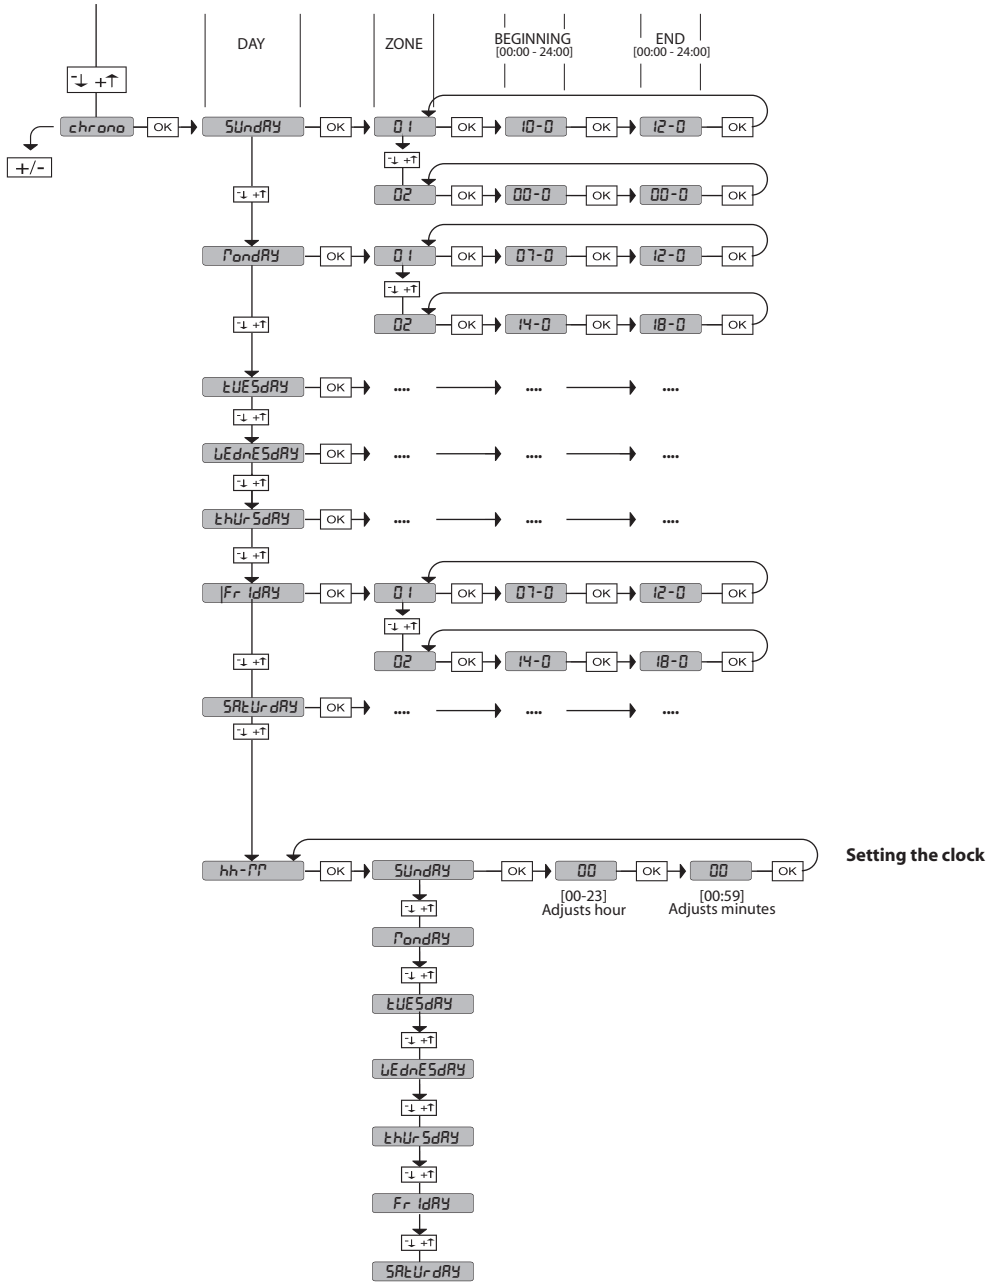 DAY ZONE BEGINNING END
[00:00 - 24:00] [00:00 - 24:00]
-↓ +↑
chrono OK SUndAY OK 01 OK 10-0 OK 12-0 OK
+/-
-↓ +↑
-↓ +↑
02 OK 00-0 OK 00-0 OK
MondAY OK 01 OK 07-0 OK 12-0 OK
-↓ +↑
-↓ +↑
02 OK 14-0 OK 18-0 OK
tUESdAY OK .... .... ....
-↓ +↑
WEdnESdAY OK .... .... ....
-↓ +↑
thUrSdAY OK .... .... ....
-↓ +↑
FrIdAY OK 01 OK 07-0 OK 12-0 OK
-↓ +↑
-↓ +↑
02 OK 14-0 OK 18-0 OK
SAtUrdAY OK .... .... ....
-↓ +↑
Setting the clock
hh-MM OK SUndAY OK 00 OK 00 OK
[00-23] [00:59]
Adjusts hour Adjusts minutes
-↓ +↑
MondAY
-↓ +↑
tUESdAY
-↓ +↑
WEdnESdAY
-↓ +↑
thUrSdAY
-↓ +↑
FrIdAY
-↓ +↑
SAtUrdAY